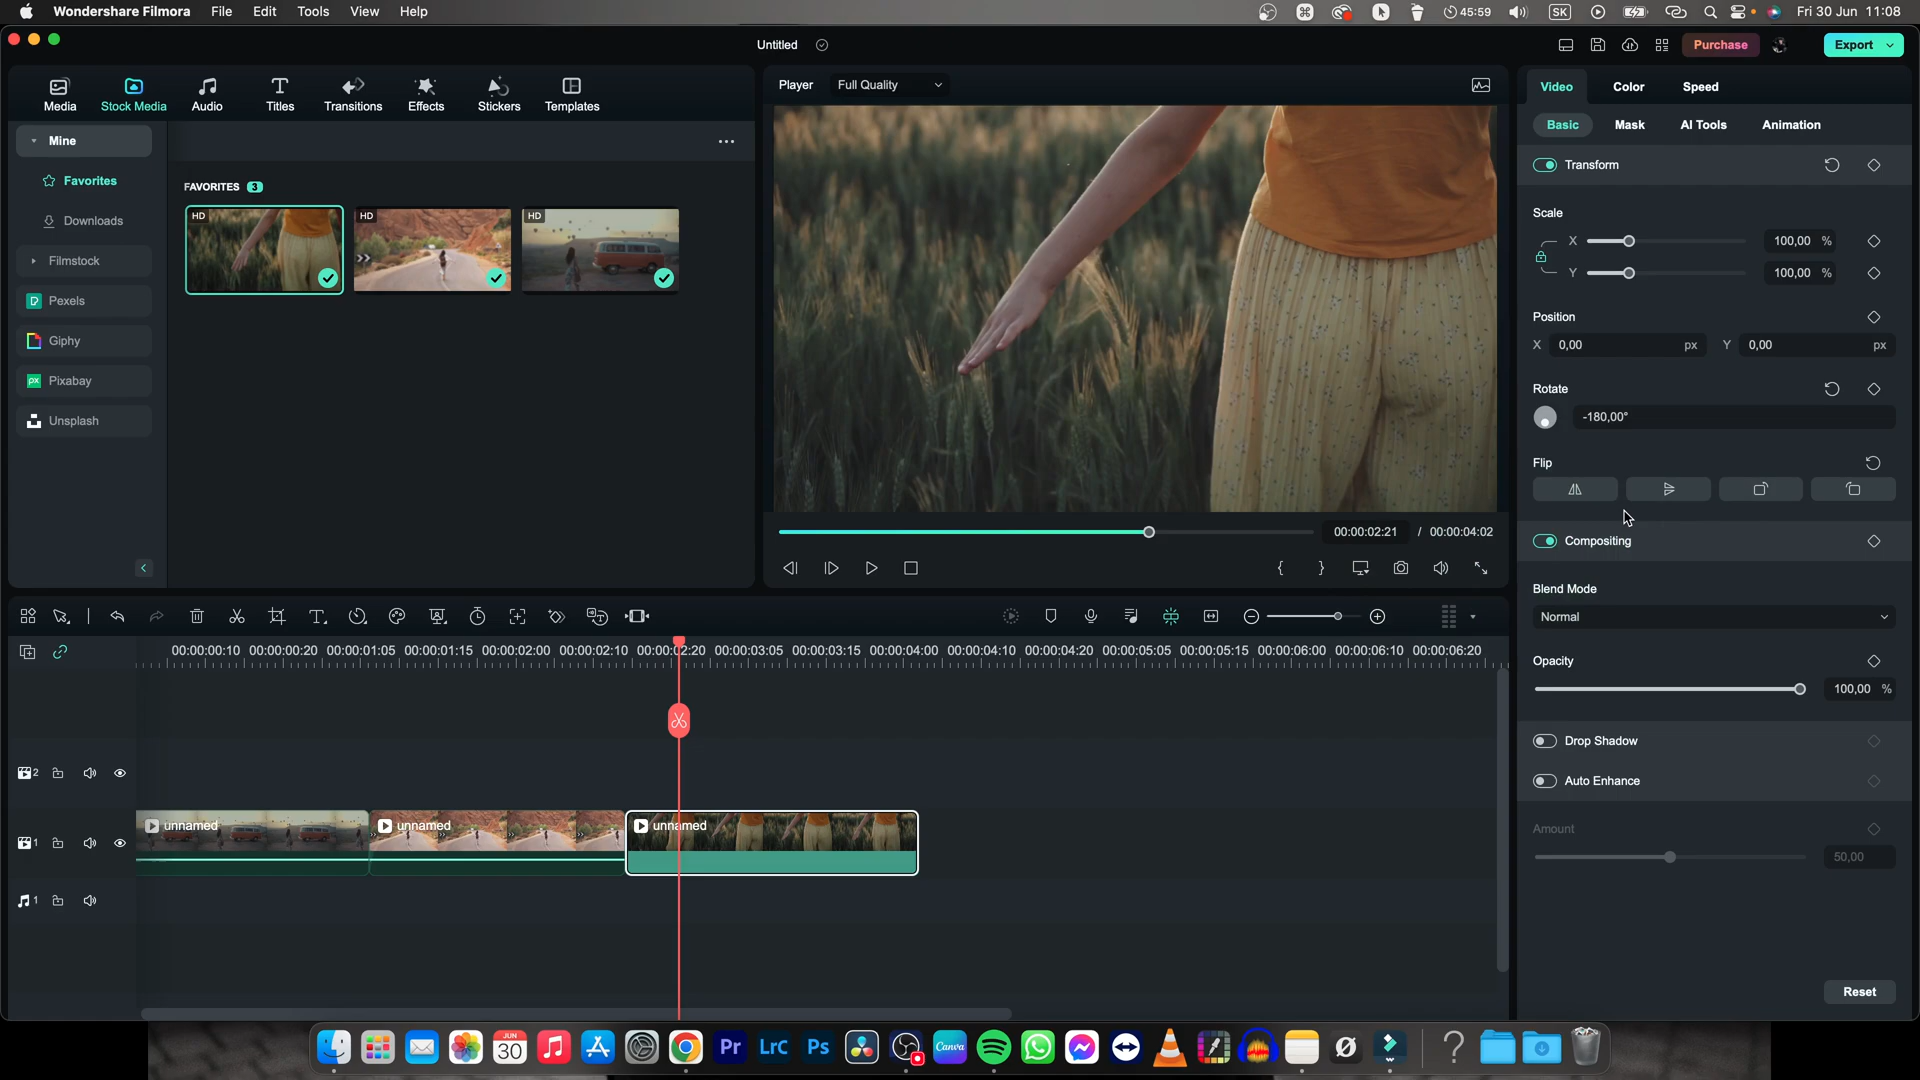 Wondershare Filmora File Edit Tools View Help
45:59 SK Fri 30 Jun 11:08
Untitled
Purchase Export
Media Stock Media Audio Titles Transitions Effects Stickers Templates
Player Full Quality
Video Color Speed
Basic Mask AI Tools Animation
Mine
Favorites
Downloads
Filmstock
Pexels
Giphy
px Pixabay
Unsplash
FAVORITES 3
HD HD HD
Transform
Scale
X 100,00 %
Y 100,00 %
Position
X 0,00 px Y 0,00 px
Rotate
-180,00°
Flip
Compositing
Blend Mode
Normal
Opacity
100,00 %
Drop Shadow
Auto Enhance
Amount
50,00
Reset
00:00:02:21 / 00:00:04:02
{ }
00:00:00:10 00:00:00:20 00:00:01:05 00:00:01:15 00:00:02:00 00:00:02:10 00:00:02:20 00:00:03:05 00:00:03:15 00:00:04:00 00:00:04:10 00:00:04:20 00:00:05:05 00:00:05:15 00:00:06:00 00:00:06:10 00:00:06:20
2
1 unnamed unnamed unnamed
1
JUN 30 Pr LrC Ps Canva